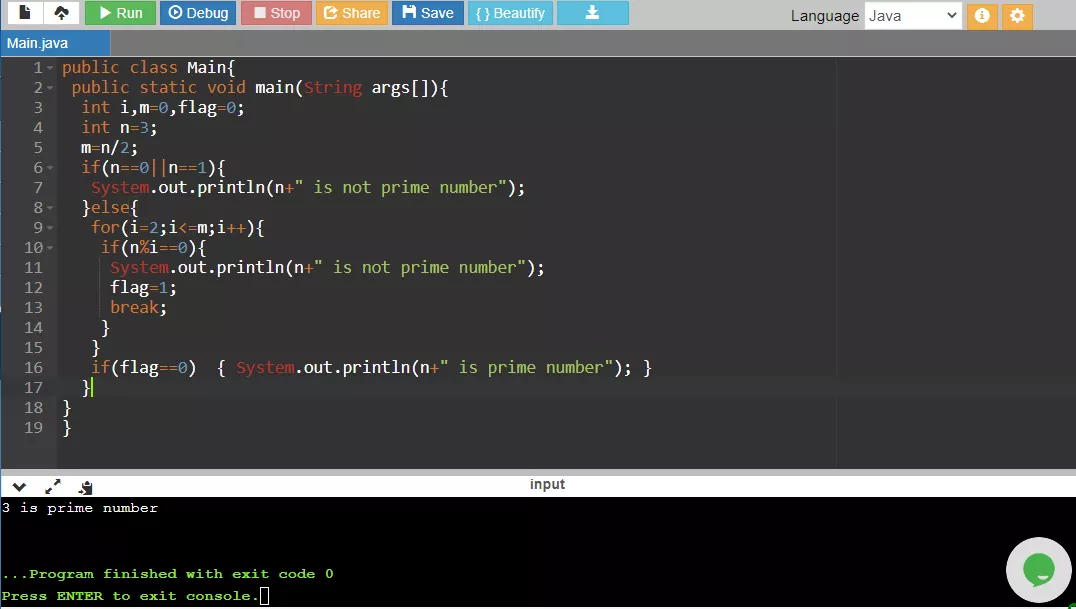 Run Debug Stop Share Save { } Beautify Language Java
Main.java
1 public class Main{
2 public static void main(String args[]){
3 int i,m=0,flag=0;
4 int n=3;
5 m=n/2;
6 if(n==0||n==1){
7 System.out.println(n+" is not prime number");
8 }else{
9 for(i=2;i<=m;i++){
10 if(n%i==0){
11 System.out.println(n+" is not prime number");
12 flag=1;
13 break;
14 }
15 }
16 if(flag==0)  { System.out.println(n+" is prime number"); }
17 }
18 }
19 }
input
3 is prime number
...Program finished with exit code 0
Press ENTER to exit console.